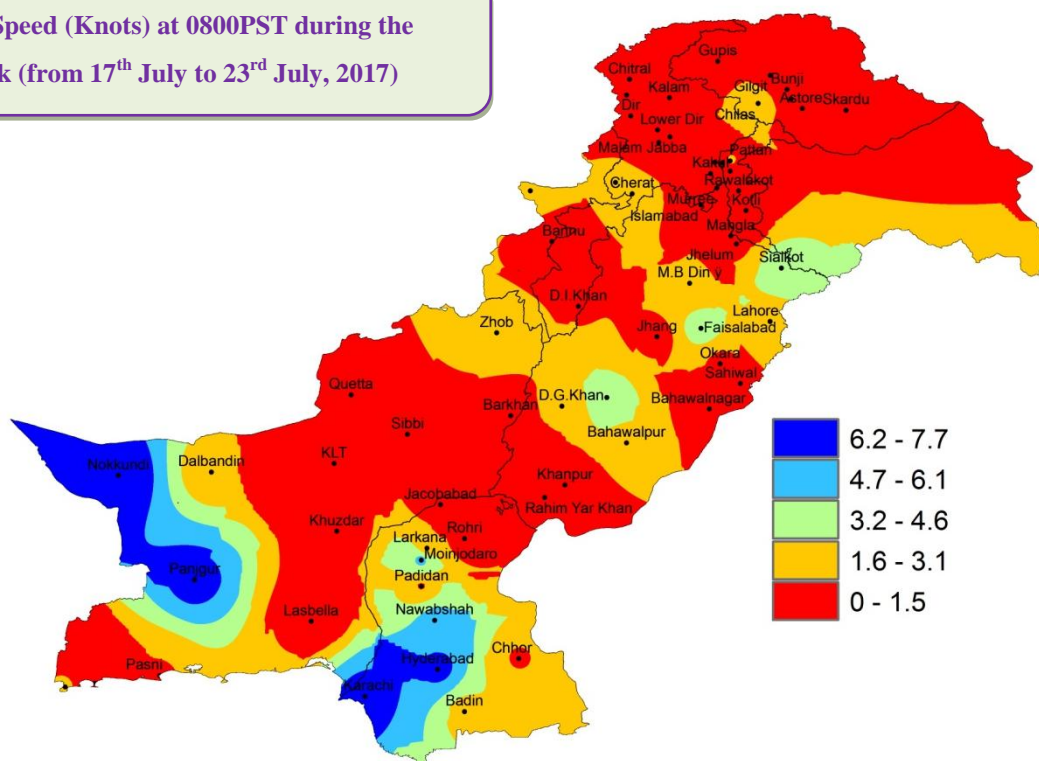 Speed (Knots) at 0800PST during the
k (from 17th July to 23rd July, 2017)
Gupis
Chitral
Bunji
Kalam
Gilgit
Astore Skardu
Dir
Chilas
Lower Dir
Malam Jabba
Pattan
Kakul
Cherat
Rawalakot
Murree
Kotli
Islamabad
Bannu
Mangla
Jhelum
Sialkot
M.B Din y
D.I.Khan
Zhob
Lahore
Jhang
Faisalabad
Okara
Sahiwal
Quetta
D.G.Khan
Bahawalnagar
Barkhan
Sibbi
Bahawalpur
KLT
Nokkundi
Dalbandin
Khanpur
Jacobabad
Rahim Yar Khan
Khuzdar
Rohri
Larkana
Moinjodaro
Panjgur
Padidan
Lasbella
Nawabshah
Chhor
Pasni
Hyderabad
Karachi
Badin
6.2 - 7.7
4.7 - 6.1
3.2 - 4.6
1.6 - 3.1
0 - 1.5